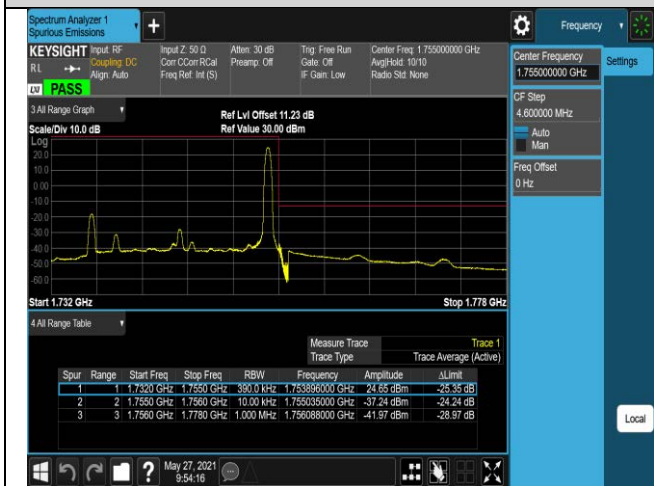 Spectrum Analyzer 1
Spurious Emissions
Frequency
KEYSIGHT Input: RF Input Z: 50 Ω Atten: 30 dB Trig: Free Run Center Freq: 1.755000000 GHz
RL Coupling: DC Corr CCorr RCal Preamp: Off Gate: Off Avg|Hold: 10/10
Align: Auto Freq Ref: Int (S) IF Gain: Low Radio Std: None
LXI PASS
Center Frequency
1.755000000 GHz
Settings
CF Step
4.600000 MHz
Auto
Man
Freq Offset
0 Hz
3 All Range Graph
Ref Lvl Offset 11.23 dB
Scale/Div 10.0 dB Ref Value 30.00 dBm
Log
20.0
10.0
0.00
-10.0
-20.0
-30.0
-40.0
-50.0
-60.0
Start 1.732 GHz Stop 1.778 GHz
4 All Range Table
Measure Trace Trace 1
Trace Type Trace Average (Active)
Spur Range Start Freq Stop Freq RBW Frequency Amplitude ΔLimit
1 1 1.7320 GHz 1.7550 GHz 390.0 kHz 1.753896000 GHz 24.65 dBm -25.35 dB
2 2 1.7550 GHz 1.7560 GHz 10.00 kHz 1.755035000 GHz -37.24 dBm -24.24 dB
3 3 1.7560 GHz 1.7780 GHz 1.000 MHz 1.756088000 GHz -41.97 dBm -28.97 dB
Local
May 27, 2021
9:54:16